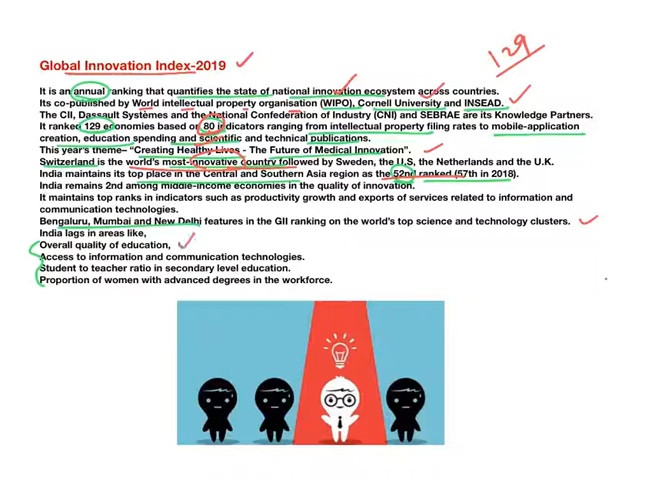 129
Global Innovation Index-2019
It is an annual ranking that quantifies the state of national innovation ecosystem across countries.
Its co-published by World intellectual property organisation (WIPO), Cornell University and INSEAD.
The CII, Dassault Systèmes and the National Confederation of Industry (CNI) and SEBRAE are its Knowledge Partners.
It ranked 129 economies based on 80 indicators ranging from intellectual property filing rates to mobile-application
creation, education spending and scientific and technical publications.
This year's theme– “Creating Healthy Lives - The Future of Medical Innovation”.
Switzerland is the world's most-innovative country followed by Sweden, the U.S, the Netherlands and the U.K.
India maintains its top place in the Central and Southern Asia region as the 52nd ranked (57th in 2018).
India remains 2nd among middle-income economies in the quality of innovation.
It maintains top ranks in indicators such as productivity growth and exports of services related to information and
communication technologies.
Bengaluru, Mumbai and New Delhi features in the GII ranking on the world's top science and technology clusters.
India lags in areas like,
Overall quality of education,
Access to information and communication technologies.
Student to teacher ratio in secondary level education.
Proportion of women with advanced degrees in the workforce.